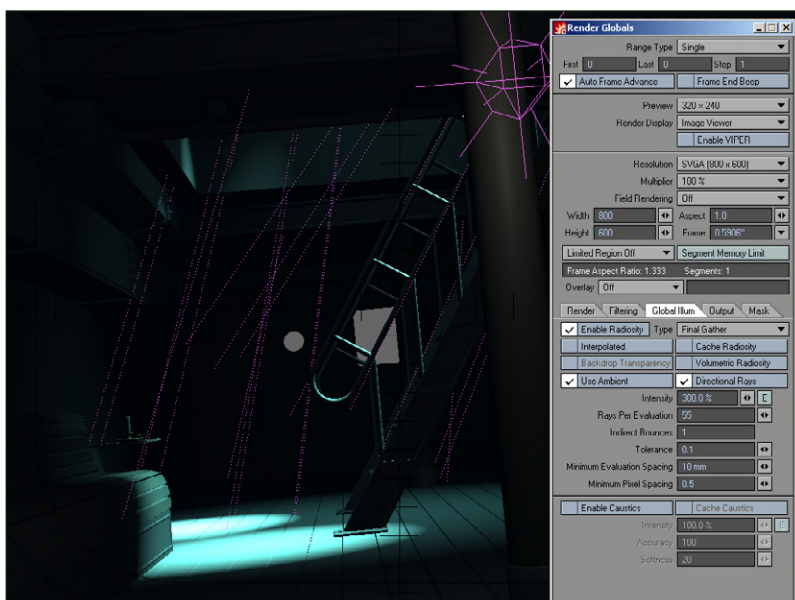 Render Globals
Range Type Single
First 0 Last 0 Step 1
Auto Frame Advance Frame End Beep
Preview 320 × 240
Render Display Image Viewer
Enable VIPER
Resolution SVGA (800 x 600)
Multiplier 100 %
Field Rendering Off
Width 800 Aspect 1.0
Height 600 Frame 0.5906"
Limited Region Off Segment Memory Limit
Frame Aspect Ratio: 1.333 Segments: 1
Overlay Off
Render Filtering Global Illum Output Mask
Enable Radiosity Type Final Gather
Interpolated Cache Radiosity
Backdrop Transparency Volumetric Radiosity
Use Ambient Directional Rays
Intensity 300.0 % E
Rays Per Evaluation 55
Indirect Bounces 1
Tolerance 0.1
Minimum Evaluation Spacing 10 mm
Minimum Pixel Spacing 0.5
Enable Caustics Cache Caustics
Intensity 100.0 % E
Accuracy 100
Softness 20